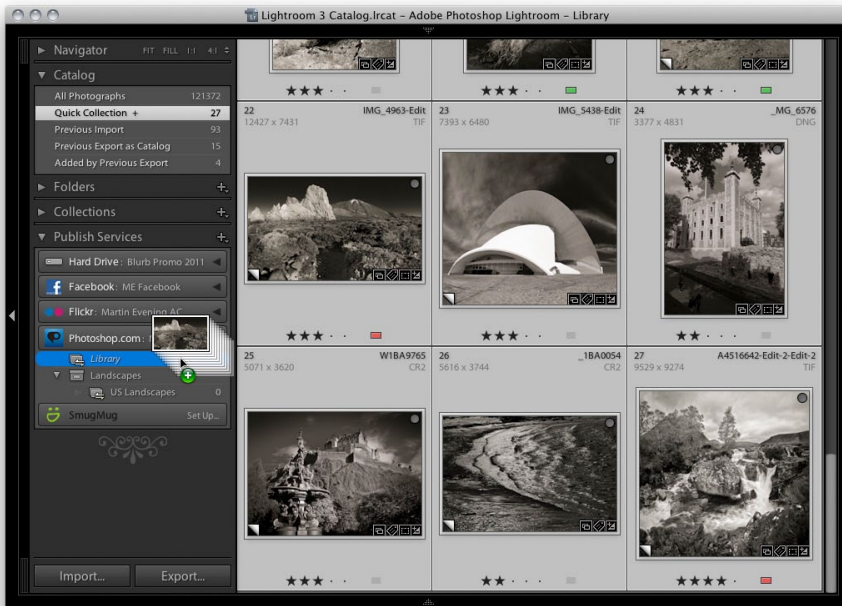 Lightroom 3 Catalog.lrcat – Adobe Photoshop Lightroom – Library
Navigator FIT FILL 1:1 4:1
Catalog
All Photographs 121372
Quick Collection + 27
Previous Import 93
Previous Export as Catalog 15
Added by Previous Export 4
Folders
Collections
Publish Services
Hard Drive: Blurb Promo 2011
Facebook: ME Facebook
Flickr: Martin Evening AC
Photoshop.com:
Library
Landscapes
US Landscapes 0
SmugMug Set Up...
Import... Export...
22 IMG_4963-Edit
12427 x 7431 TIF
23 IMG_5438-Edit
7393 x 6480 TIF
24 _MG_6576
3377 x 4831 DNG
25 W1BA9765
5071 x 3620 CR2
26 _1BA0054
5616 x 3744 CR2
27 A4516642-Edit-2-Edit-2
9529 x 9274 TIF